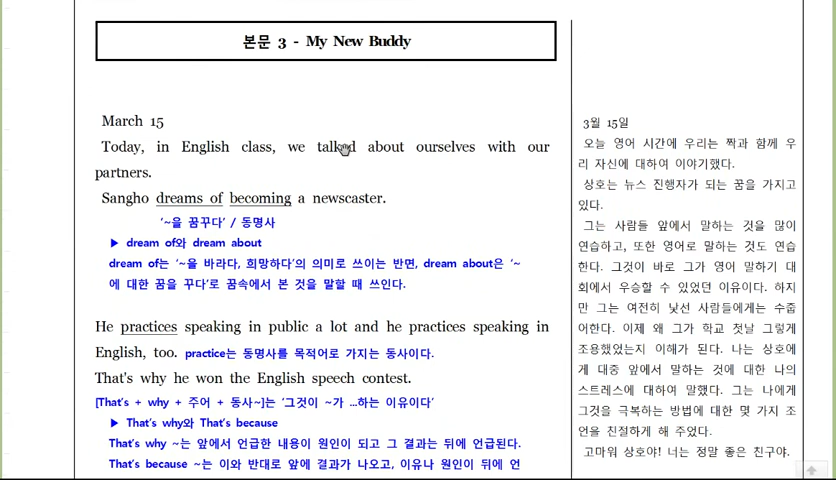 본문 3 - My New Buddy
March 15
Today, in English class, we talked about ourselves with our
partners.
Sangho dreams of becoming a newscaster.
‘~을 꿈꾸다’ / 동명사
▶ dream of와 dream about
dream of는 ‘~을 바라다, 희망하다’의 의미로 쓰이는 반면, dream about은 ‘~
에 대한 꿈을 꾸다’로 꿈속에서 본 것을 말할 때 쓰인다.
He practices speaking in public a lot and he practices speaking in
English, too. practice는 동명사를 목적어로 가지는 동사이다.
That's why he won the English speech contest.
[That’s + why + 주어 + 동사~]는 ‘그것이 ~가 …하는 이유이다’
▶ That’s why와 That’s because
That’s why ~는 앞에서 언급한 내용이 원인이 되고 그 결과는 뒤에 언급된다.
That’s because ~는 이와 반대로 앞에 결과가 나오고, 이유나 원인이 뒤에 언
3월 15일
오늘 영어 시간에 우리는 짝과 함께 우
리 자신에 대하여 이야기했다.
상호는 뉴스 진행자가 되는 꿈을 가지고
있다.
그는 사람들 앞에서 말하는 것을 많이
연습하고, 또한 영어로 말하는 것도 연습
한다. 그것이 바로 그가 영어 말하기 대
회에서 우승할 수 있었던 이유이다. 하지
만 그는 여전히 낯선 사람들에게는 수줍
어한다. 이제 왜 그가 학교 첫날 그렇게
조용했었는지 이해가 된다. 나는 상호에
게 대중 앞에서 말하는 것에 대한 나의
스트레스에 대하여 말했다. 그는 나에게
그것을 극복하는 방법에 대한 몇 가지 조
언을 친절하게 해 주었다.
고마워 상호야! 너는 정말 좋은 친구야.